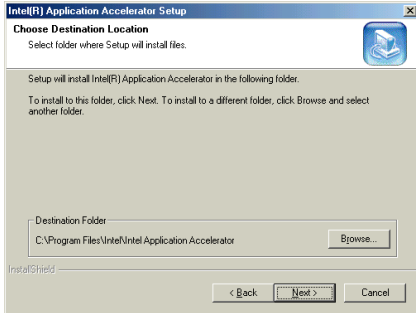 Intel(R) Application Accelerator Setup
Choose Destination Location
Select folder where Setup will install files.
Setup will install Intel(R) Application Accelerator in the following folder.
To install to this folder, click Next. To install to a different folder, click Browse and select
another folder.
Destination Folder
C:\Program Files\Intel\Intel Application Accelerator
Browse...
InstallShield
< Back
Next >
Cancel